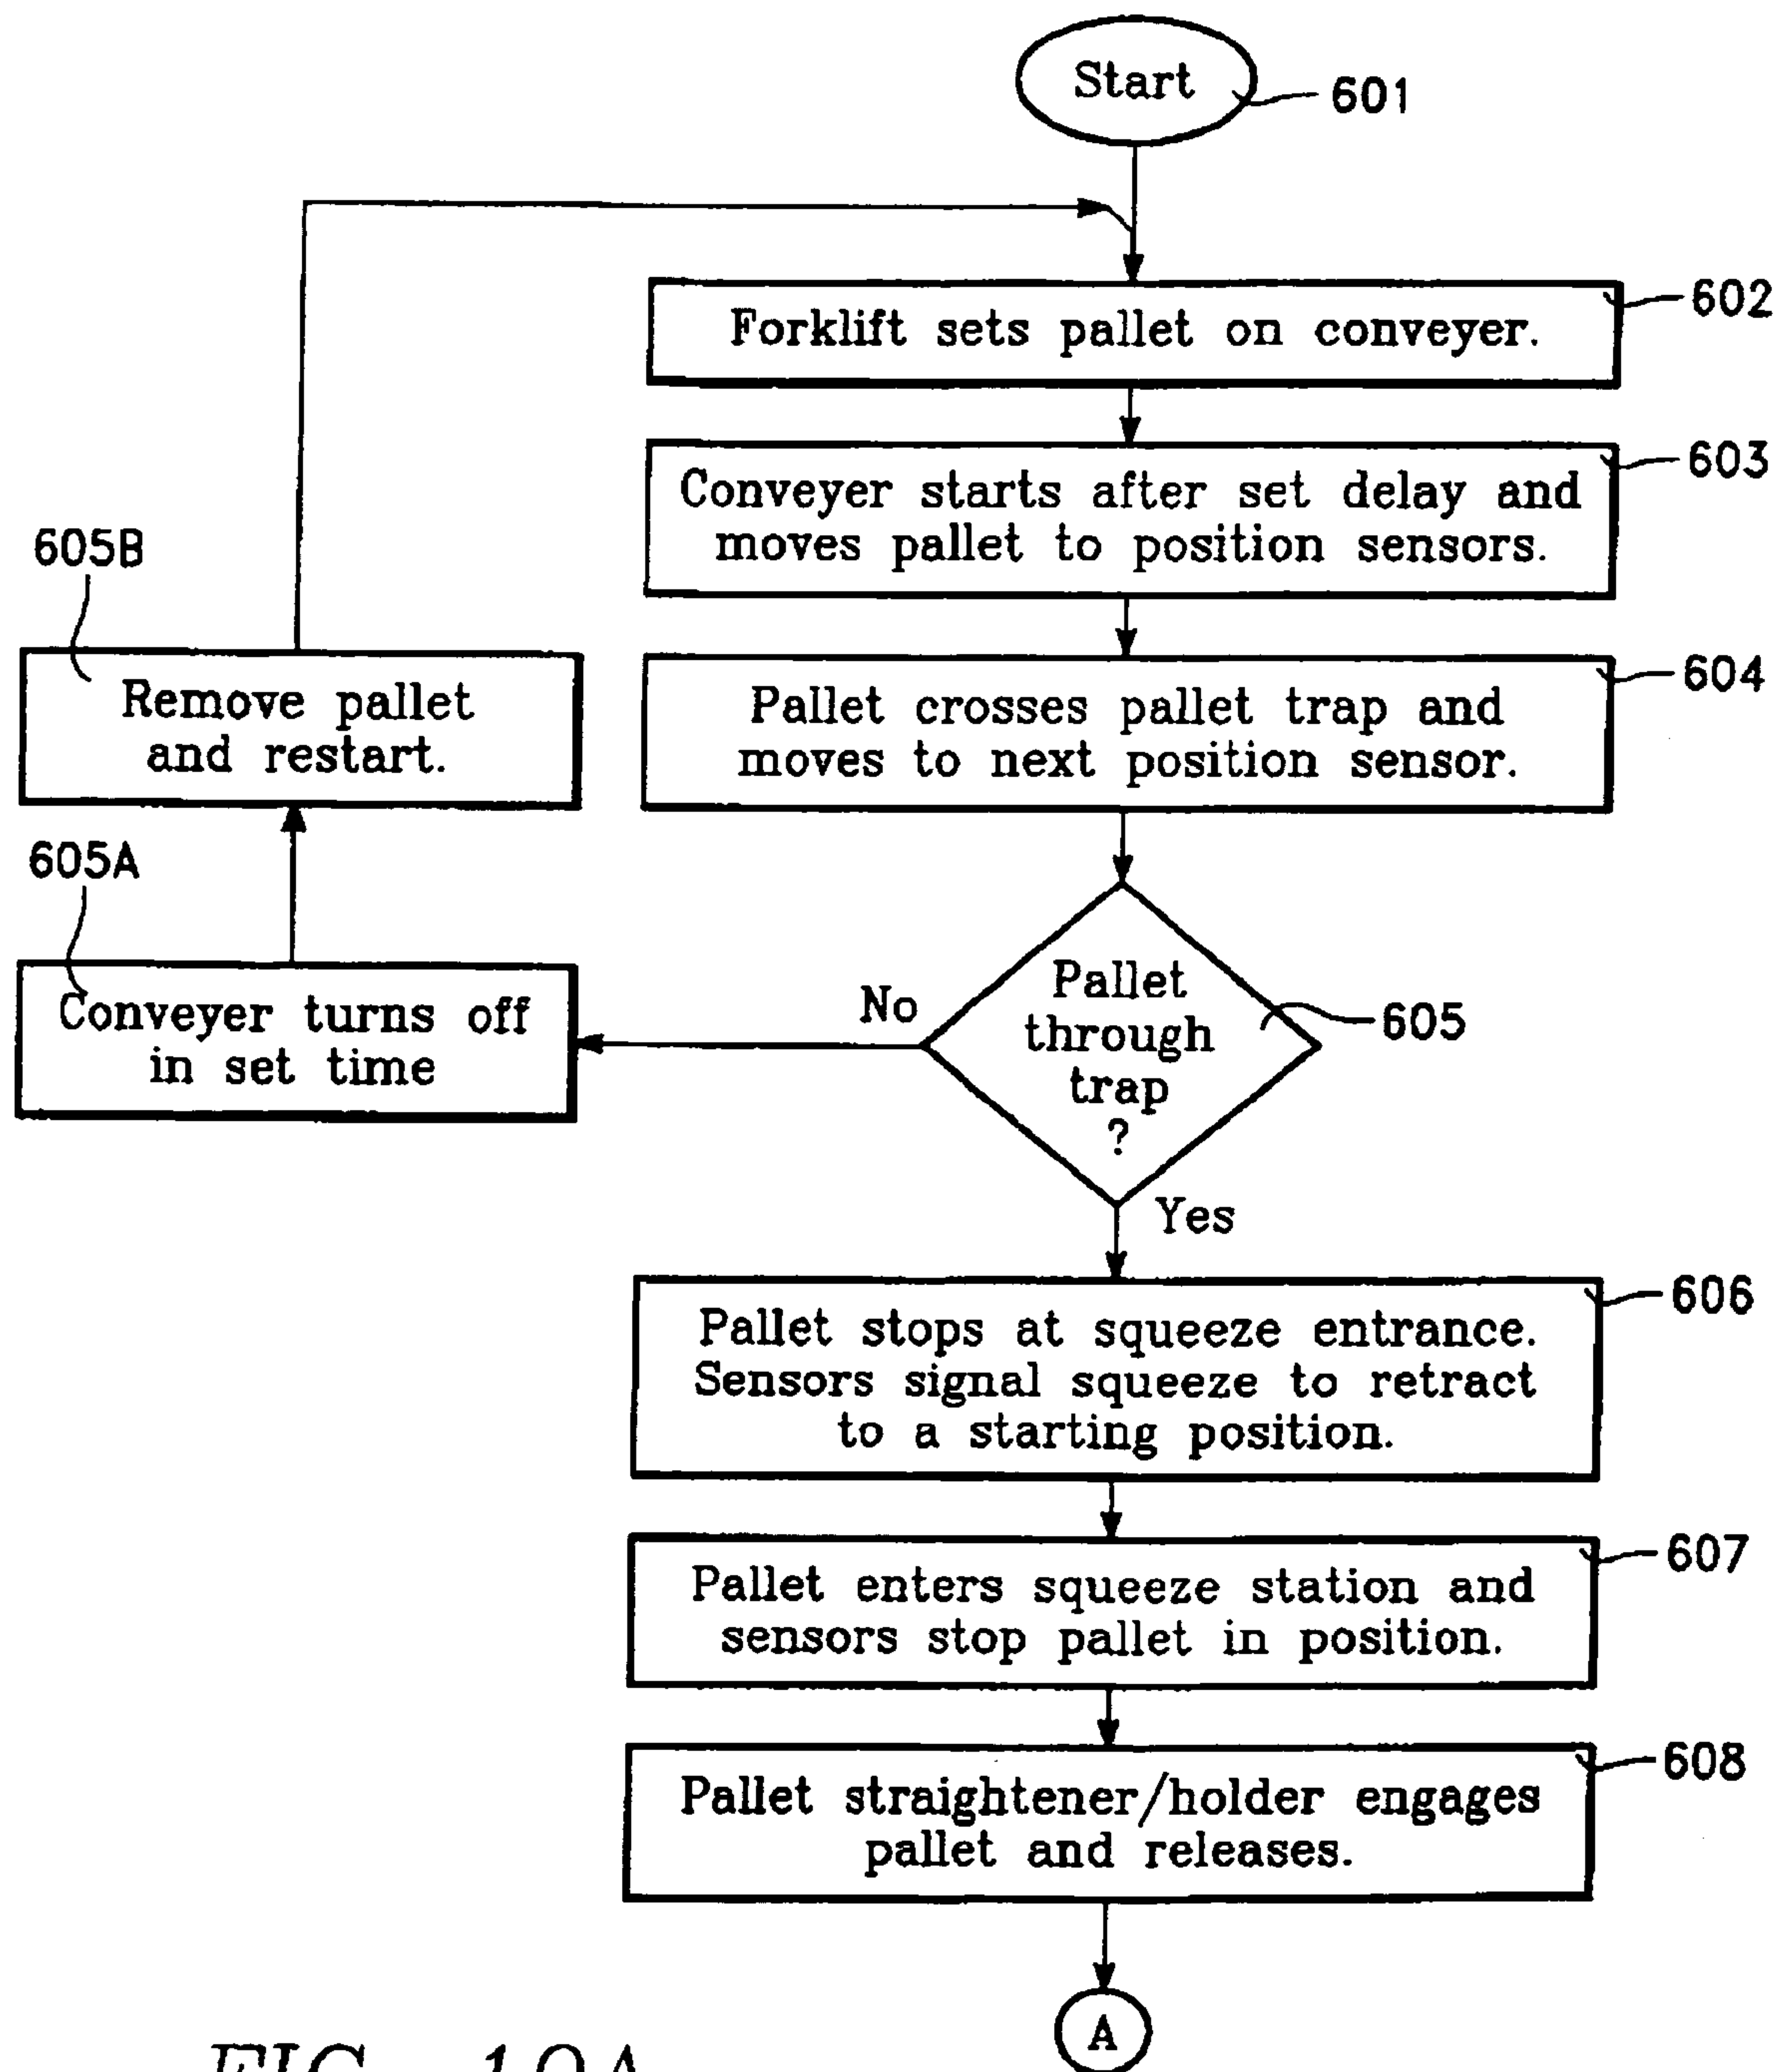 Start
601
602
Forklift sets pallet on conveyer.
603
Conveyer starts after set delay and
moves pallet to position sensors.
605B
604
Remove pallet
and restart.
Pallet crosses pallet trap and
moves to next position sensor.
605A
Conveyer turns off
in set time
No
Pallet
through
trap
?
605
Yes
606
Pallet stops at squeeze entrance.
Sensors signal squeeze to retract
to a starting position.
607
Pallet enters squeeze station and
sensors stop pallet in position.
608
Pallet straightener/holder engages
pallet and releases.
A
FIG. 10A